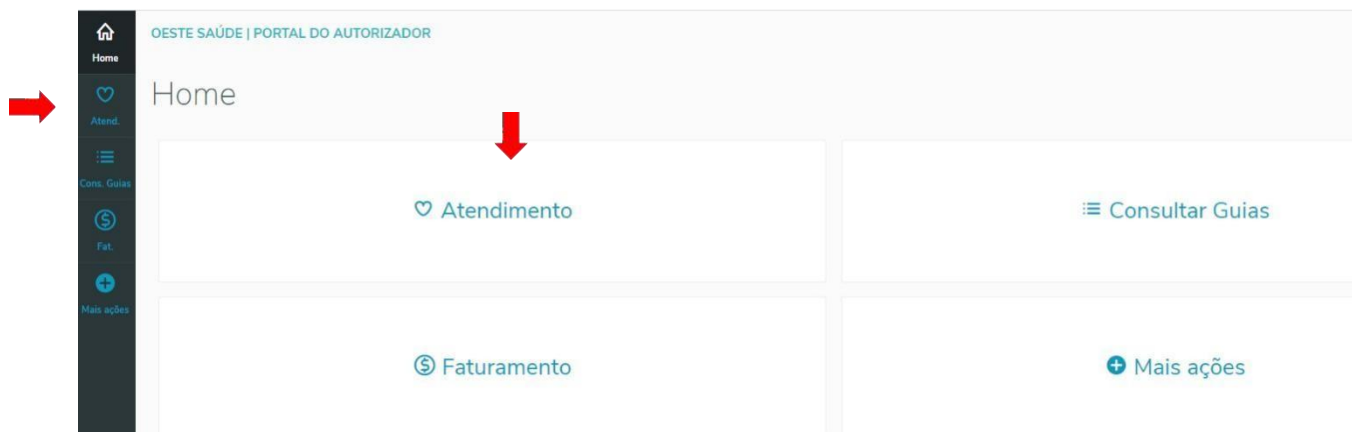 Home
Atend.
Cons. Guias
Fat.
Mais ações
OESTE SAÚDE | PORTAL DO AUTORIZADOR
Home
Atendimento
Consultar Guias
Faturamento
Mais ações